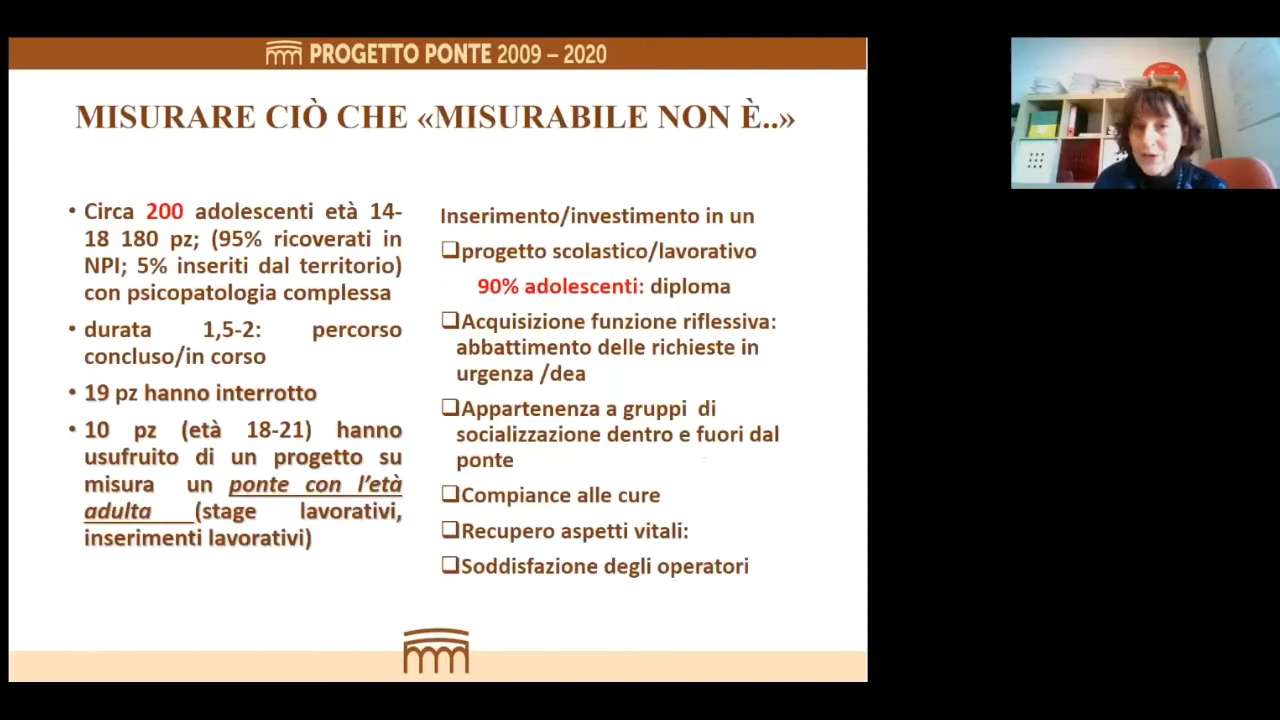 PROGETTO PONTE 2009 – 2020
MISURARE CIÒ CHE «MISURABILE NON È..»
• Circa 200 adolescenti età 14-
18 180 pz; (95% ricoverati in
NPI; 5% inseriti dal territorio)
con psicopatologia complessa
• durata 1,5-2: percorso
concluso/in corso
• 19 pz hanno interrotto
• 10 pz (età 18-21) hanno
usufruito di un progetto su
misura un ponte con l’età
adulta (stage lavorativi,
inserimenti lavorativi)
Inserimento/investimento in un
❑progetto scolastico/lavorativo
90% adolescenti: diploma
❑Acquisizione funzione riflessiva:
abbattimento delle richieste in
urgenza /dea
❑Appartenenza a gruppi di
socializzazione dentro e fuori dal
ponte
❑Compiance alle cure
❑Recupero aspetti vitali:
❑Soddisfazione degli operatori